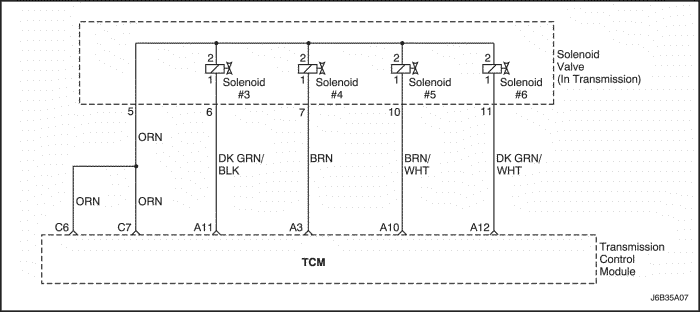 2 2 2 2
1 1 1 1
Solenoid #3
Solenoid #4
Solenoid #5
Solenoid #6
Solenoid
Valve
(In Transmission)
5 6 7 10 11
ORN
DK GRN/
BLK
BRN
BRN/
WHT
DK GRN/
WHT
ORN ORN
C6 C7 A11 A3 A10 A12
TCM
Transmission
Control
Module
J6B35A07